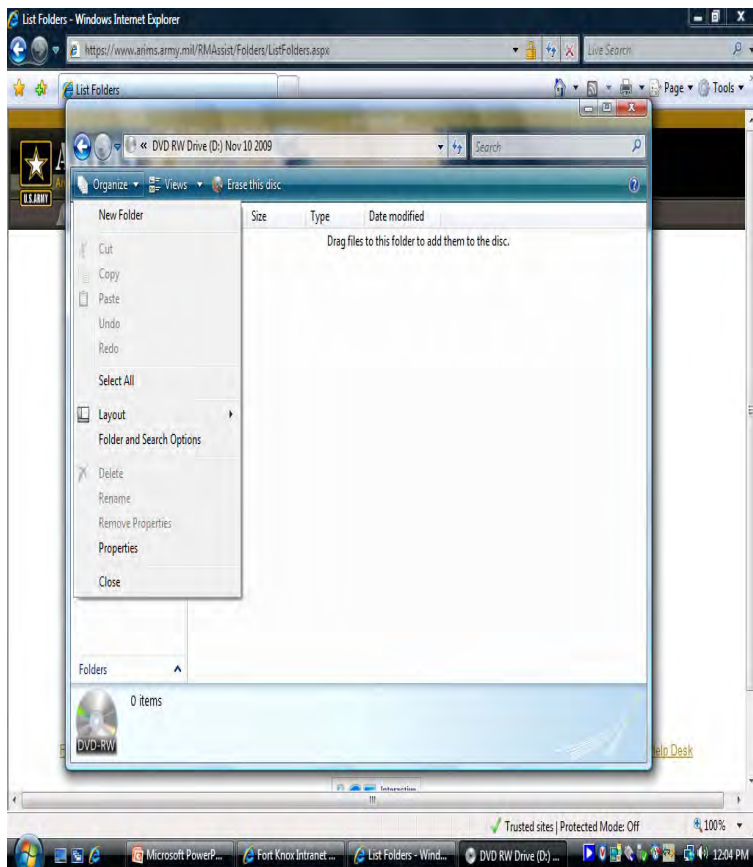 List Folders - Windows Internet Explorer
https://www.arims.army.mil/RMAssist/Folders/ListFolders.aspx
Live Search
List Folders
Page
Tools
« DVD RW Drive (D:) Nov 10 2009
Search
Organize
Views
Erase this disc
U.S.ARMY
New Folder
Size
Type
Date modified
Drag files to this folder to add them to the disc.
Cut
Copy
Paste
Undo
Redo
Select All
Layout
Folder and Search Options
Delete
Rename
Remove Properties
Properties
Close
Folders
0 items
DVD-RW
Help Desk
Interactive
Trusted sites | Protected Mode: Off
100%
Microsoft PowerP...
Fort Knox Intranet ...
List Folders - Wind...
DVD RW Drive (D:) ...
12:04 PM